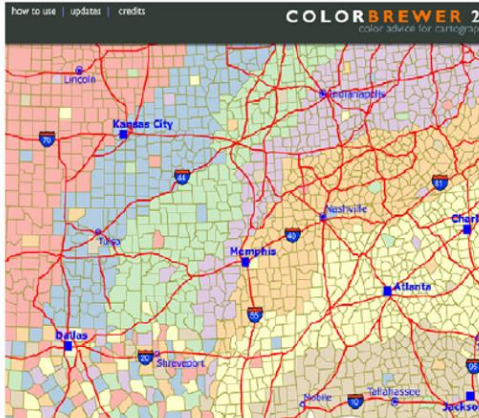 how to use | updates | credits
COLORBREWER 2
color advice for cartograp
Lincoln
Indianapolis
Kansas City
70
44
81
Nashville
Charl
Tulsa
40
Memphis
Atlanta
55
Dallas
20
Shreveport
95
Mobile
10
Tallahassee
Jackso